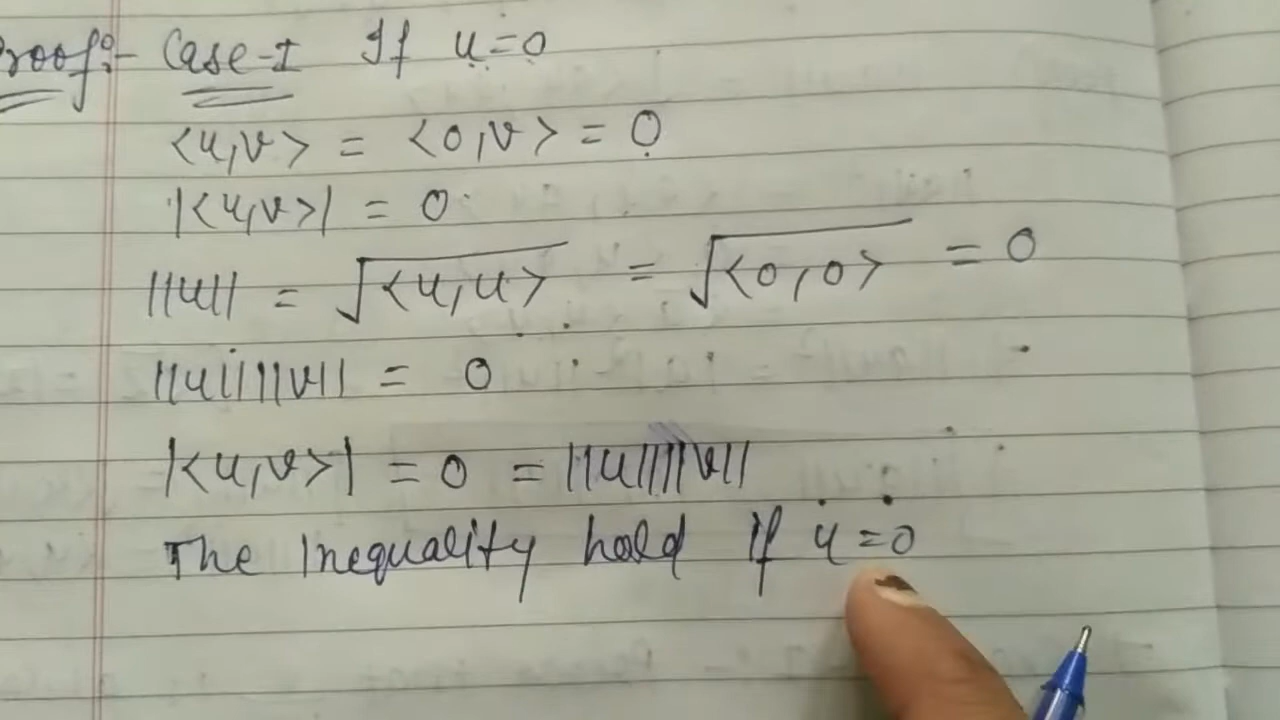 Proof:- Case-I If u=0
<u,v> = <0,v> = 0
|<u,v>| = 0
||u|| = √<u,u> = √<0,0> = 0
||u||||v|| = 0
|<u,v>| = 0 = ||u||||v||
The Inequality hold If u=0